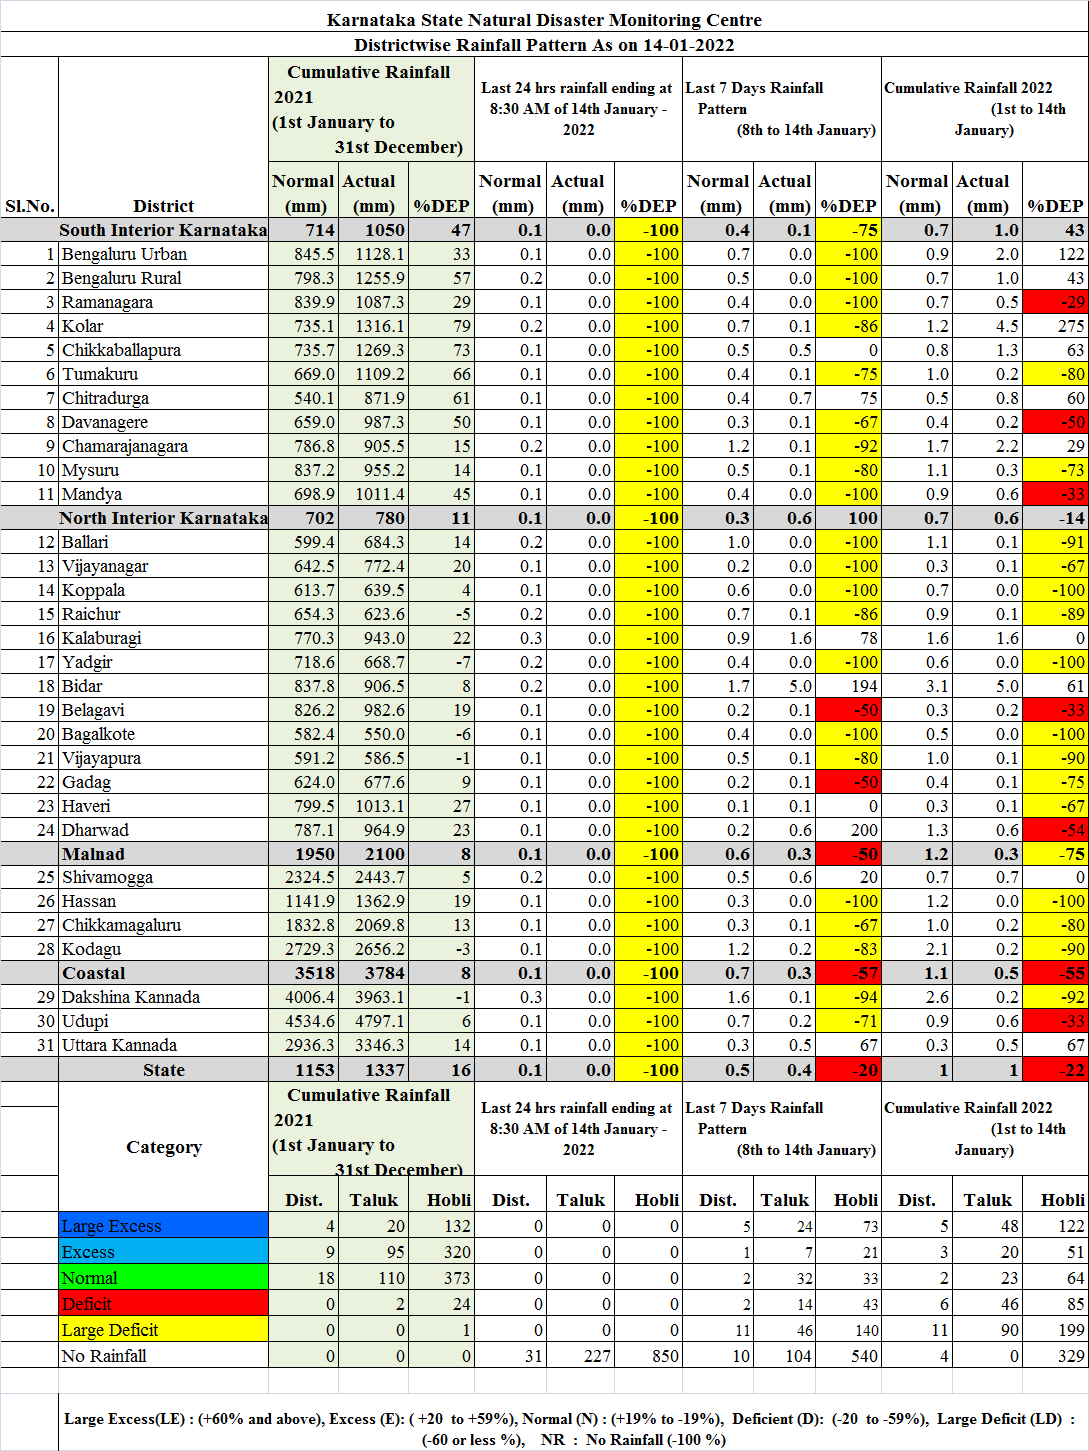 Karnataka State Natural Disaster Monitoring Centre
Districtwise Rainfall Pattern As on 14-01-2022
Sl.No. District Cumulative Rainfall 2021 (1st January to 31st December) Last 24 hrs rainfall ending at 8:30 AM of 14th January - 2022 Last 7 Days Rainfall Pattern (8th to 14th January) Cumulative Rainfall 2022 (1st to 14th January)
Normal (mm) Actual (mm) %DEP Normal (mm) Actual (mm) %DEP Normal (mm) Actual (mm) %DEP Normal (mm) Actual (mm) %DEP
South Interior Karnataka 714 1050 47 0.1 0.0 -100 0.4 0.1 -75 0.7 1.0 43
1 Bengaluru Urban 845.5 1128.1 33 0.1 0.0 -100 0.7 0.0 -100 0.9 2.0 122
2 Bengaluru Rural 798.3 1255.9 57 0.2 0.0 -100 0.5 0.0 -100 0.7 1.0 43
3 Ramanagara 839.9 1087.3 29 0.1 0.0 -100 0.4 0.0 -100 0.7 0.5 -29
4 Kolar 735.1 1316.1 79 0.2 0.0 -100 0.7 0.1 -86 1.2 4.5 275
5 Chikkaballapura 735.7 1269.3 73 0.1 0.0 -100 0.5 0.5 0 0.8 1.3 63
6 Tumakuru 669.0 1109.2 66 0.1 0.0 -100 0.4 0.1 -75 1.0 0.2 -80
7 Chitradurga 540.1 871.9 61 0.1 0.0 -100 0.4 0.7 75 0.5 0.8 60
8 Davanagere 659.0 987.3 50 0.1 0.0 -100 0.3 0.1 -67 0.4 0.2 -50
9 Chamarajanagara 786.8 905.5 15 0.2 0.0 -100 1.2 0.1 -92 1.7 2.2 29
10 Mysuru 837.2 955.2 14 0.1 0.0 -100 0.5 0.1 -80 1.1 0.3 -73
11 Mandya 698.9 1011.4 45 0.1 0.0 -100 0.4 0.0 -100 0.9 0.6 -33
North Interior Karnataka 702 780 11 0.1 0.0 -100 0.3 0.6 100 0.7 0.6 -14
12 Ballari 599.4 684.3 14 0.2 0.0 -100 1.0 0.0 -100 1.1 0.1 -91
13 Vijayanagar 642.5 772.4 20 0.1 0.0 -100 0.2 0.0 -100 0.3 0.1 -67
14 Koppala 613.7 639.5 4 0.1 0.0 -100 0.6 0.0 -100 0.7 0.0 -100
15 Raichur 654.3 623.6 -5 0.2 0.0 -100 0.7 0.1 -86 0.9 0.1 -89
16 Kalaburagi 770.3 943.0 22 0.3 0.0 -100 0.9 1.6 78 1.6 1.6 0
17 Yadgir 718.6 668.7 -7 0.2 0.0 -100 0.4 0.0 -100 0.6 0.0 -100
18 Bidar 837.8 906.5 8 0.2 0.0 -100 1.7 5.0 194 3.1 5.0 61
19 Belagavi 826.2 982.6 19 0.1 0.0 -100 0.2 0.1 -50 0.3 0.2 -33
20 Bagalkote 582.4 550.0 -6 0.1 0.0 -100 0.4 0.0 -100 0.5 0.0 -100
21 Vijayapura 591.2 586.5 -1 0.1 0.0 -100 0.5 0.1 -80 1.0 0.1 -90
22 Gadag 624.0 677.6 9 0.1 0.0 -100 0.2 0.1 -50 0.4 0.1 -75
23 Haveri 799.5 1013.1 27 0.1 0.0 -100 0.1 0.1 0 0.3 0.1 -67
24 Dharwad 787.1 964.9 23 0.1 0.0 -100 0.2 0.6 200 1.3 0.6 -54
Malnad 1950 2100 8 0.1 0.0 -100 0.6 0.3 -50 1.2 0.3 -75
25 Shivamogga 2324.5 2443.7 5 0.2 0.0 -100 0.5 0.6 20 0.7 0.7 0
26 Hassan 1141.9 1362.9 19 0.1 0.0 -100 0.3 0.0 -100 1.2 0.0 -100
27 Chikkamagaluru 1832.8 2069.8 13 0.1 0.0 -100 0.3 0.1 -67 1.0 0.2 -80
28 Kodagu 2729.3 2656.2 -3 0.1 0.0 -100 1.2 0.2 -83 2.1 0.2 -90
Coastal 3518 3784 8 0.1 0.0 -100 0.7 0.3 -57 1.1 0.5 -55
29 Dakshina Kannada 4006.4 3963.1 -1 0.3 0.0 -100 1.6 0.1 -94 2.6 0.2 -92
30 Udupi 4534.6 4797.1 6 0.1 0.0 -100 0.7 0.2 -71 0.9 0.6 -33
31 Uttara Kannada 2936.3 3346.3 14 0.1 0.0 -100 0.3 0.5 67 0.3 0.5 67
State 1153 1337 16 0.1 0.0 -100 0.5 0.4 -20 1 1 -22
Category Cumulative Rainfall 2021 (1st January to 31st December) Last 24 hrs rainfall ending at 8:30 AM of 14th January - 2022 Last 7 Days Rainfall Pattern (8th to 14th January) Cumulative Rainfall 2022 (1st to 14th January)
Dist. Taluk Hobli Dist. Taluk Hobli Dist. Taluk Hobli Dist. Taluk Hobli
Large Excess 4 20 132 0 0 0 5 24 73 5 48 122
Excess 9 95 320 0 0 0 1 7 21 3 20 51
Normal 18 110 373 0 0 0 2 32 33 2 23 64
Deficit 0 2 24 0 0 0 2 14 43 6 46 85
Large Deficit 0 0 1 0 0 0 11 46 140 11 90 199
No Rainfall 0 0 0 31 227 850 10 104 540 4 0 329
Large Excess(LE) : (+60% and above), Excess (E): ( +20 to +59%), Normal (N) : (+19% to -19%), Deficient (D): (-20 to -59%), Large Deficit (LD) :
(-60 or less %), NR : No Rainfall (-100 %)